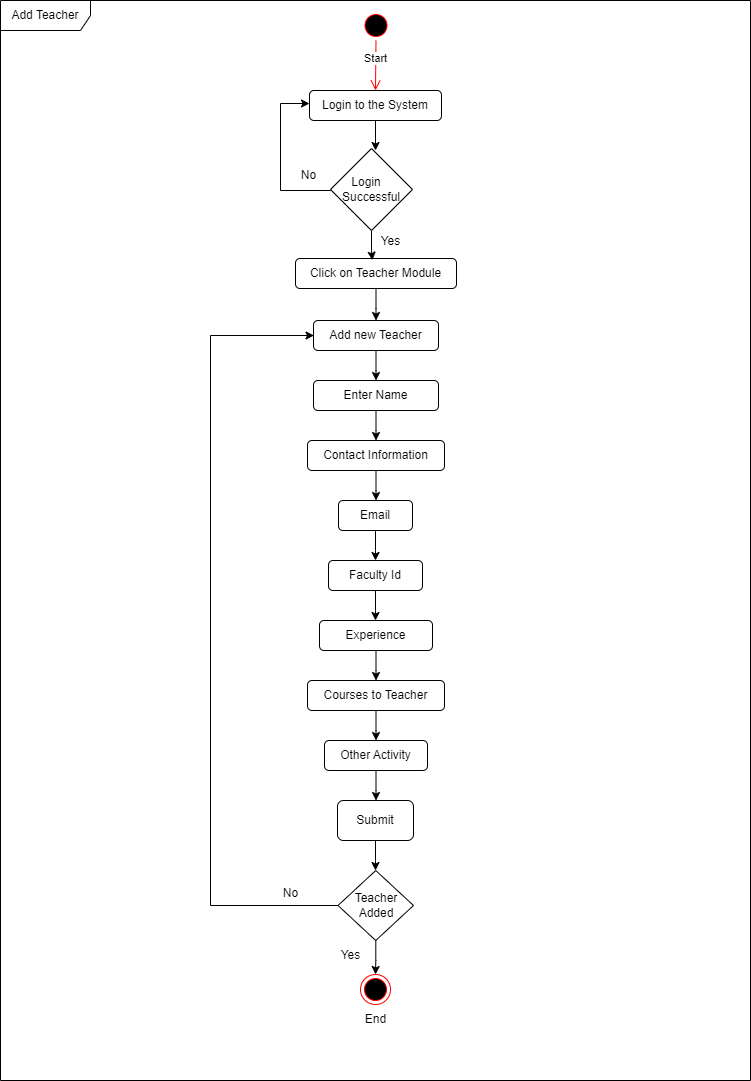 Add Teacher
Start
Login to the System
No
Login
Successful
Yes
Click on Teacher Module
Add new Teacher
Enter Name
Contact Information
Email
Faculty Id
Experience
Courses to Teacher
Other Activity
Submit
No
Teacher
Added
Yes
End